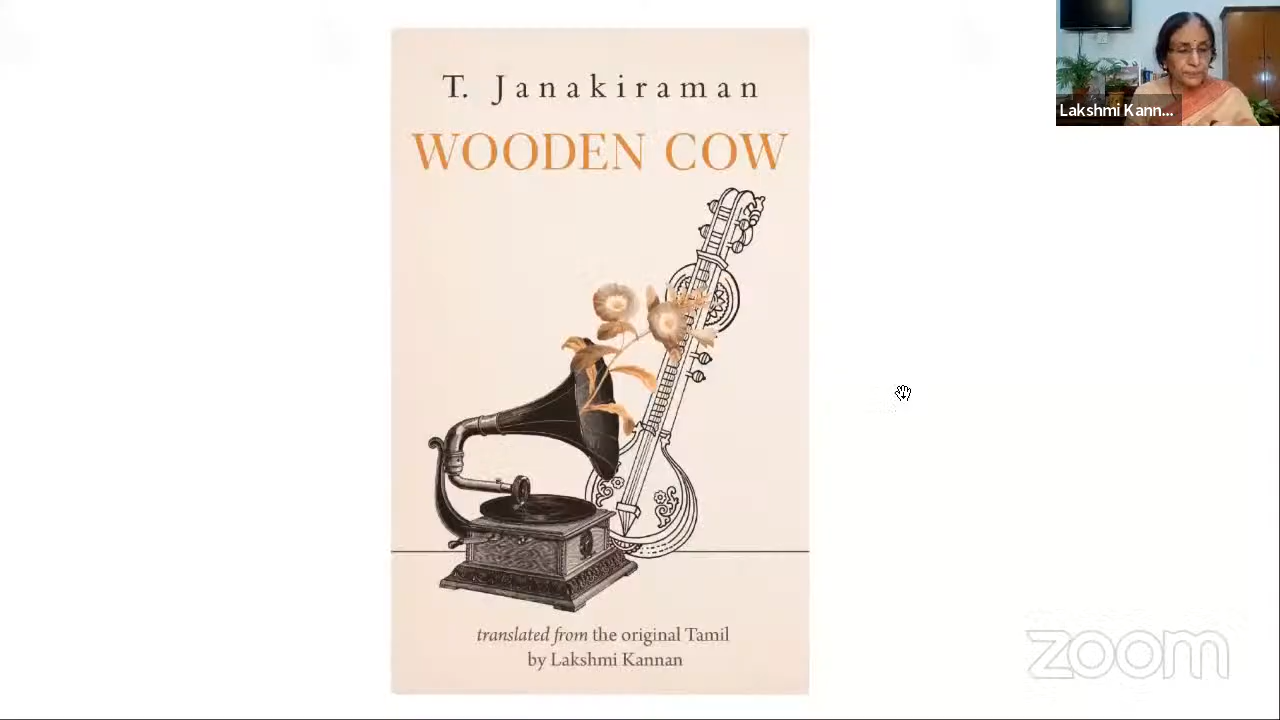 T. Janakiraman
WOODEN COW
translated from the original Tamil
by Lakshmi Kannan
Lakshmi Kann...
zoom